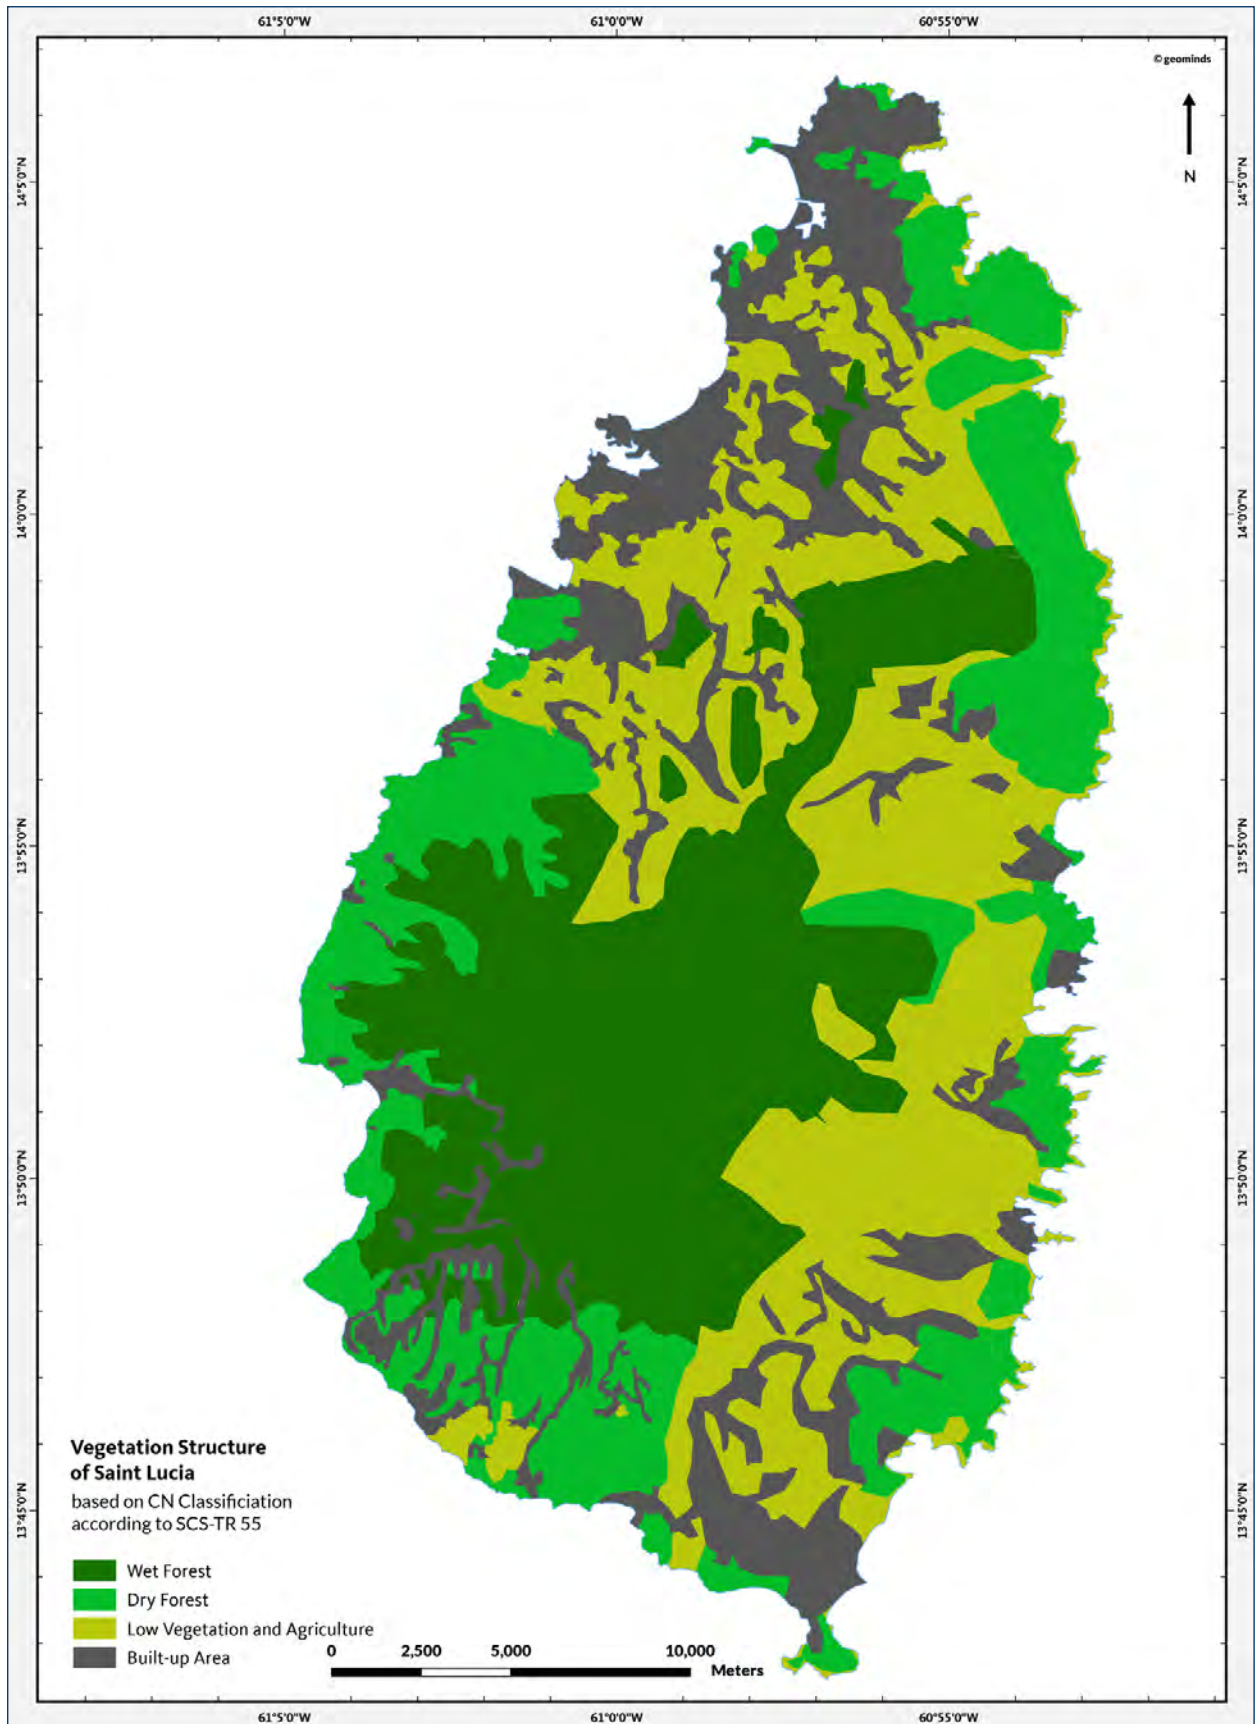 61°5'0"W
61°0'0"W
60°55'0"W
© geominds
N
14°5'0"N
14°5'0"N
14°0'0"N
14°0'0"N
13°55'0"N
13°55'0"N
13°50'0"N
13°50'0"N
13°45'0"N
13°45'0"N
Vegetation Structure
of Saint Lucia
based on CN Classificiation
according to SCS-TR 55
Wet Forest
Dry Forest
Low Vegetation and Agriculture
Built-up Area
0 2,500 5,000 10,000
Meters
61°5'0"W
61°0'0"W
60°55'0"W